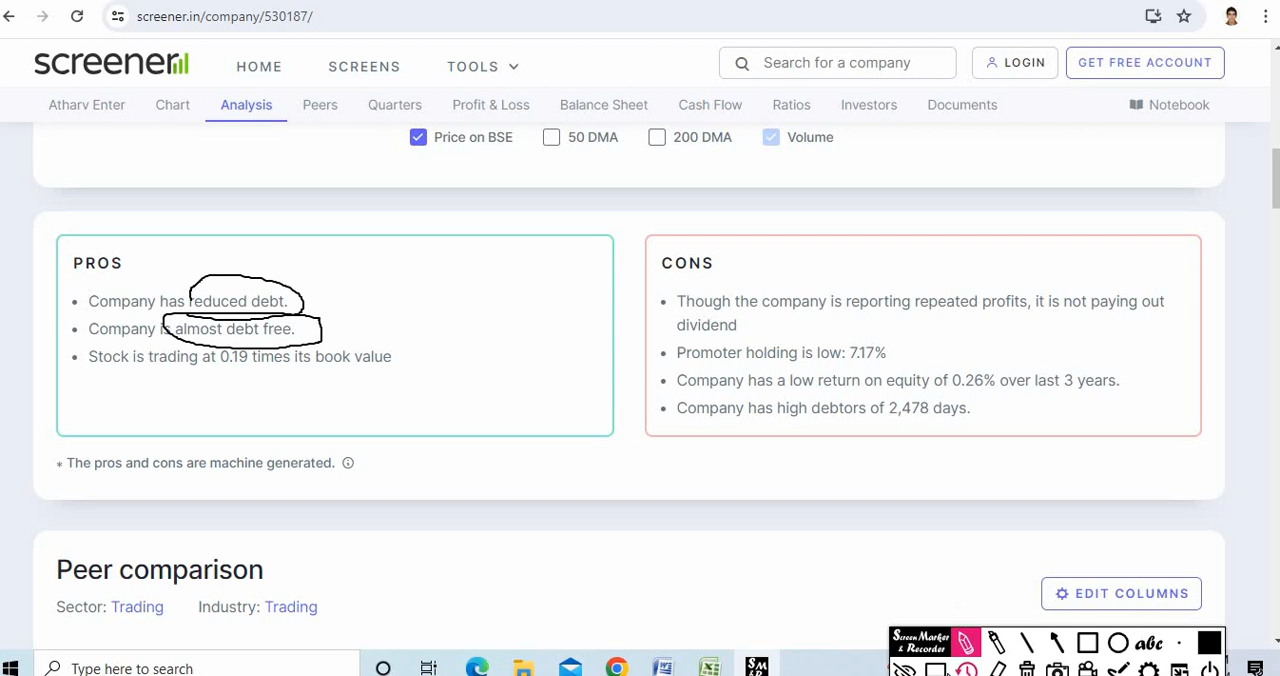 screener.in/company/530187/
screener
HOME
SCREENS
TOOLS
Search for a company
LOGIN
GET FREE ACCOUNT
Atharv Enter
Chart
Analysis
Peers
Quarters
Profit & Loss
Balance Sheet
Cash Flow
Ratios
Investors
Documents
Notebook
Price on BSE
50 DMA
200 DMA
Volume
PROS
Company has reduced debt.
Company is almost debt free.
Stock is trading at 0.19 times its book value
CONS
Though the company is reporting repeated profits, it is not paying out
dividend
Promoter holding is low: 7.17%
Company has a low return on equity of 0.26% over last 3 years.
Company has high debtors of 2,478 days.
* The pros and cons are machine generated.
Peer comparison
Sector: Trading
Industry: Trading
EDIT COLUMNS
Screen Marker
& Recorder
abc
Type here to search